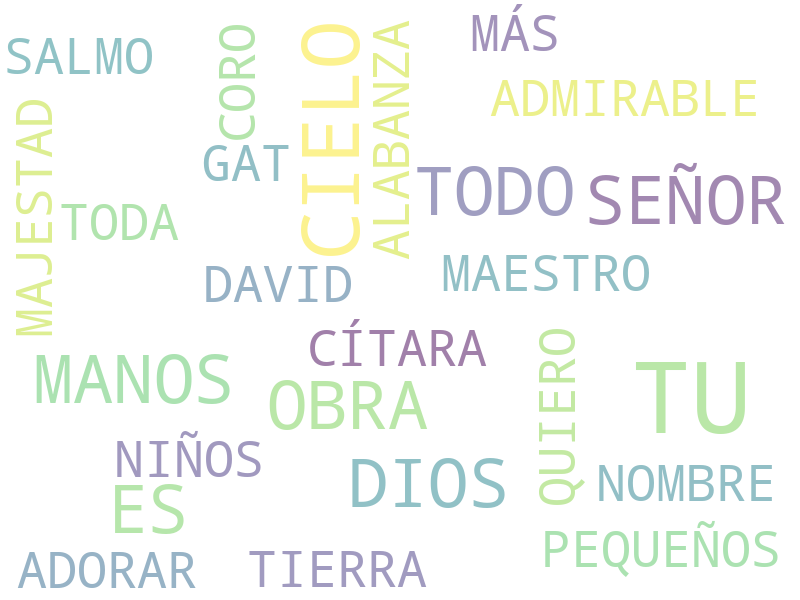 SALMO
CORO
CIELO
ALABANZA
MÁS
ADMIRABLE
MAJESTAD
GAT
TODO
SEÑOR
TODA
DAVID
MAESTRO
CÍTARA
MANOS
OBRA
QUIERO
TU
NIÑOS
DIOS
NOMBRE
ES
PEQUEÑOS
ADORAR
TIERRA